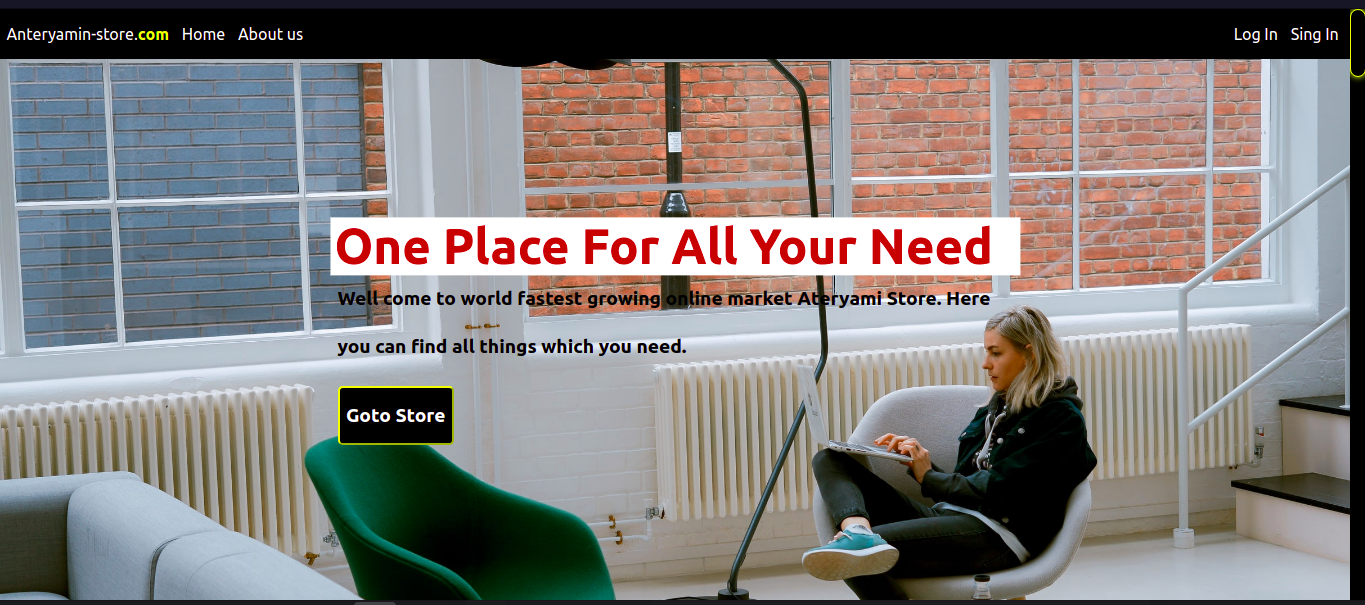 Anteryamin-store.com Home About us Log In Sing In
One Place For All Your Need
Well come to world fastest growing online market Ateryami Store. Here
you can find all things which you need.
Goto Store